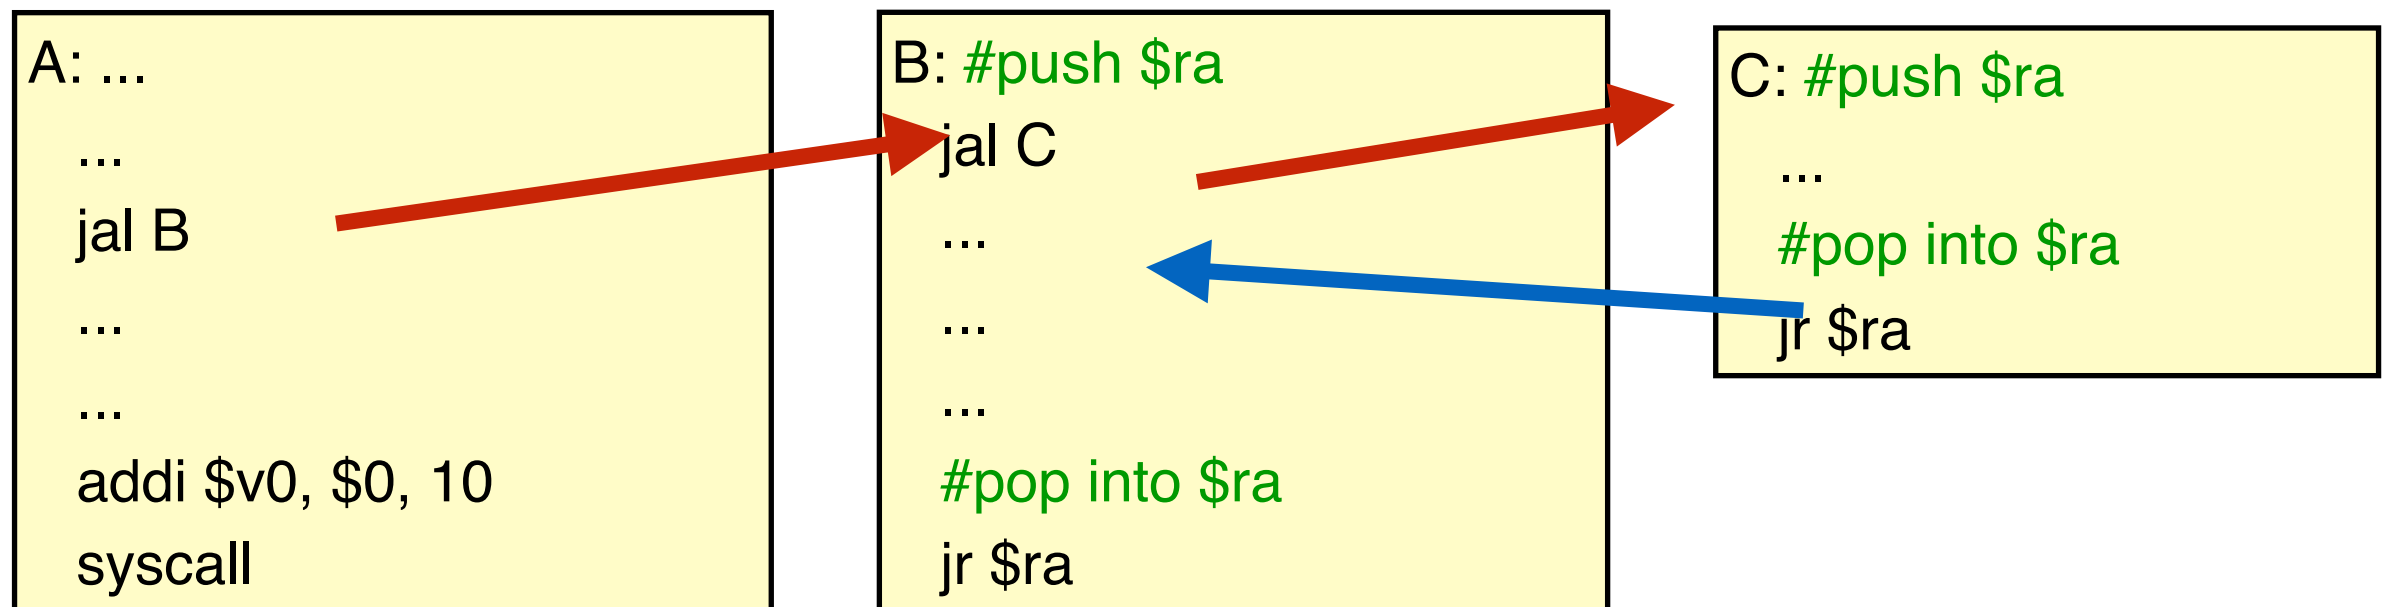 A: ...
...
jal B
...
...
addi $v0, $0, 10
syscall
B: #push $ra
jal C
...
...
...
#pop into $ra
jr $ra
C: #push $ra
...
#pop into $ra
jr $ra